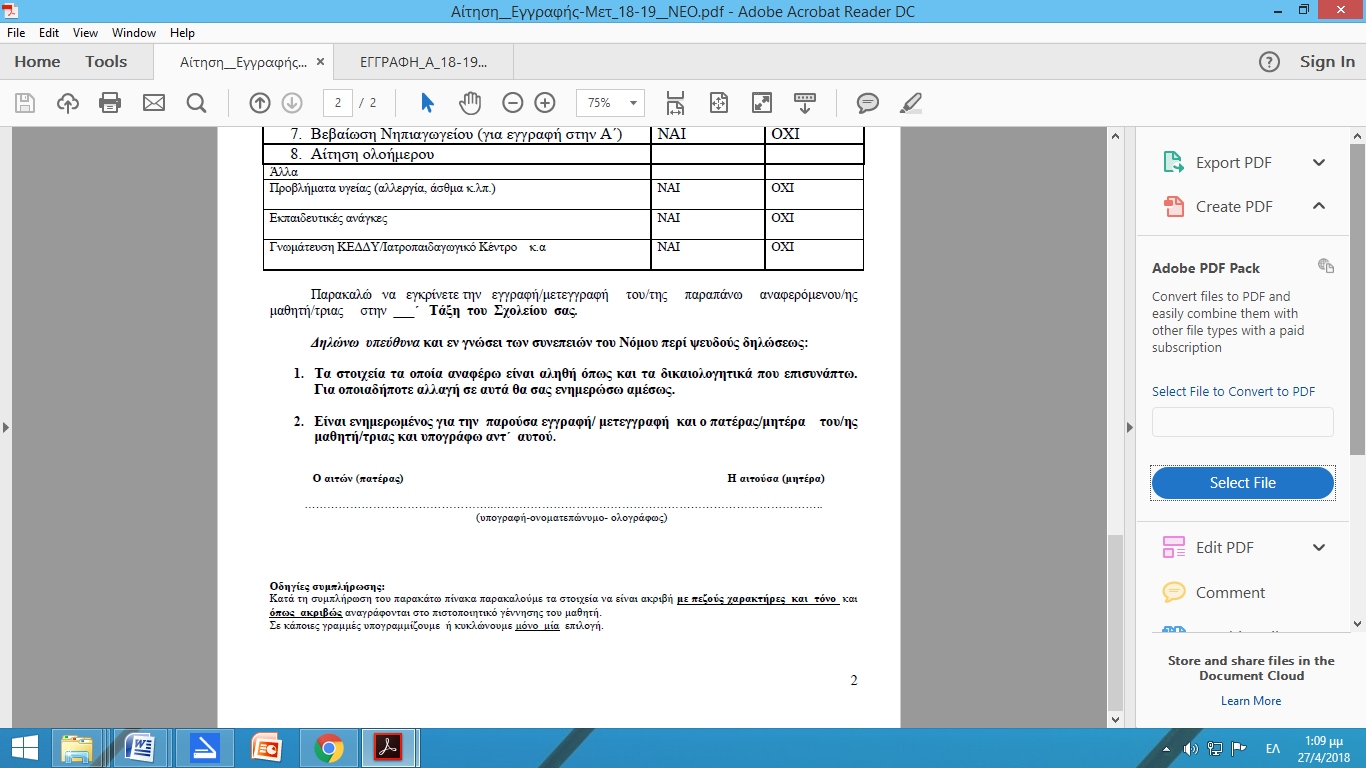 Αίτηση__Εγγραφής-Μετ_18-19__ΝΕΟ.pdf - Adobe Acrobat Reader DC
File Edit View Window Help
Home Tools Αίτηση__Εγγραφής... × ΕΓΓΡΑΦΗ_Α_18-19... Sign In
2 / 2 75%
7. Βεβαίωση Νηπιαγωγείου (για εγγραφή στην Α΄) ΝΑΙ ΟΧΙ
8. Αίτηση ολοήμερου
Άλλα
Προβλήματα υγείας (αλλεργία, άσθμα κ.λπ.) ΝΑΙ ΟΧΙ
Εκπαιδευτικές ανάγκες ΝΑΙ ΟΧΙ
Γνωμάτευση ΚΕΔΔΥ/Ιατροπαιδαγωγικό Κέντρο κ.α ΝΑΙ ΟΧΙ
Παρακαλώ να εγκρίνετε την εγγραφή/μετεγγραφή του/της παραπάνω αναφερόμενου/ης
μαθητή/τριας στην ___΄ Τάξη του Σχολείου σας.
Δηλώνω υπεύθυνα και εν γνώσει των συνεπειών του Νόμου περί ψευδούς δηλώσεως:
1. Τα στοιχεία τα οποία αναφέρω είναι αληθή όπως και τα δικαιολογητικά που επισυνάπτω.
Για οποιαδήποτε αλλαγή σε αυτά θα σας ενημερώσω αμέσως.
2. Είναι ενημερωμένος για την παρούσα εγγραφή/ μετεγγραφή και ο πατέρας/μητέρα του/ης
μαθητή/τριας και υπογράφω αντ΄ αυτού.
Ο αιτών (πατέρας) Η αιτούσα (μητέρα)
(υπογραφή-ονοματεπώνυμο- ολογράφως)
Οδηγίες συμπλήρωσης:
Κατά τη συμπλήρωση του παρακάτω πίνακα παρακαλούμε τα στοιχεία να είναι ακριβή με πεζούς χαρακτήρες και τόνο και
όπως ακριβώς αναγράφονται στο πιστοποιητικό γέννησης του μαθητή.
Σε κάποιες γραμμές υπογραμμίζουμε ή κυκλώνουμε μόνο μία επιλογή.
2
Export PDF
Create PDF
Adobe PDF Pack
Convert files to PDF and
easily combine them with
other file types with a paid
subscription
Select File to Convert to PDF
Select File
Edit PDF
Comment
Store and share files in the
Document Cloud
Learn More
ΕΛ
1:09 μμ
27/4/2018